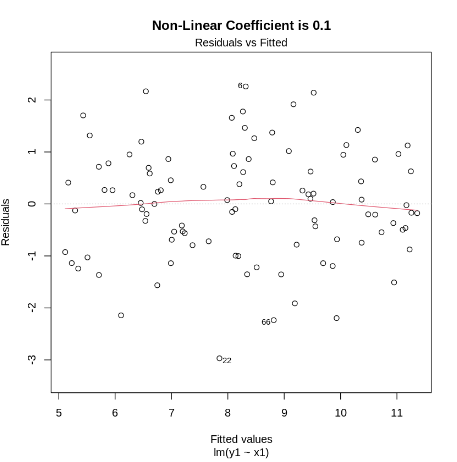 Non-Linear Coefficient is 0.1
Residuals vs Fitted
Residuals
2
1
0
-1
-2
-3
6
66
22
5 6 7 8 9 10 11
Fitted values
lm(y1 ~ x1)